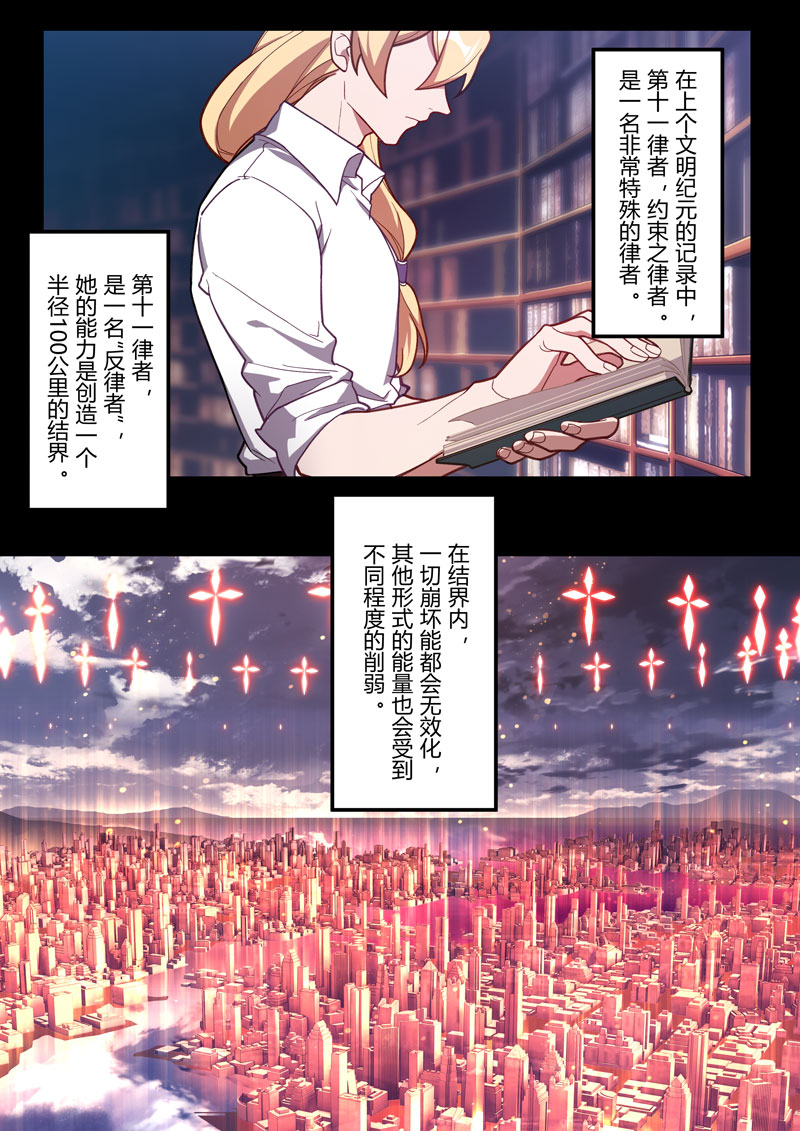 在上个文明纪元的记录中，
第十一律者，约束之律者。
是一名非常特殊的律者。
第十一律者，
是一名“反律者”，
她的能力是创造一个
半径100公里的结界。
在结界内，
一切崩坏能都会无效化，
其他形式的能量也会受到
不同程度的削弱。